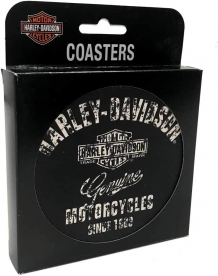 MOTOR
HARLEY-DAVIDSON
CYCLES
COASTERS
HARLEY-DAVIDSON
MOTOR
HARLEY-DAVIDSON
CYCLES
Genuine
MOTORCYCLES
SINCE 1903